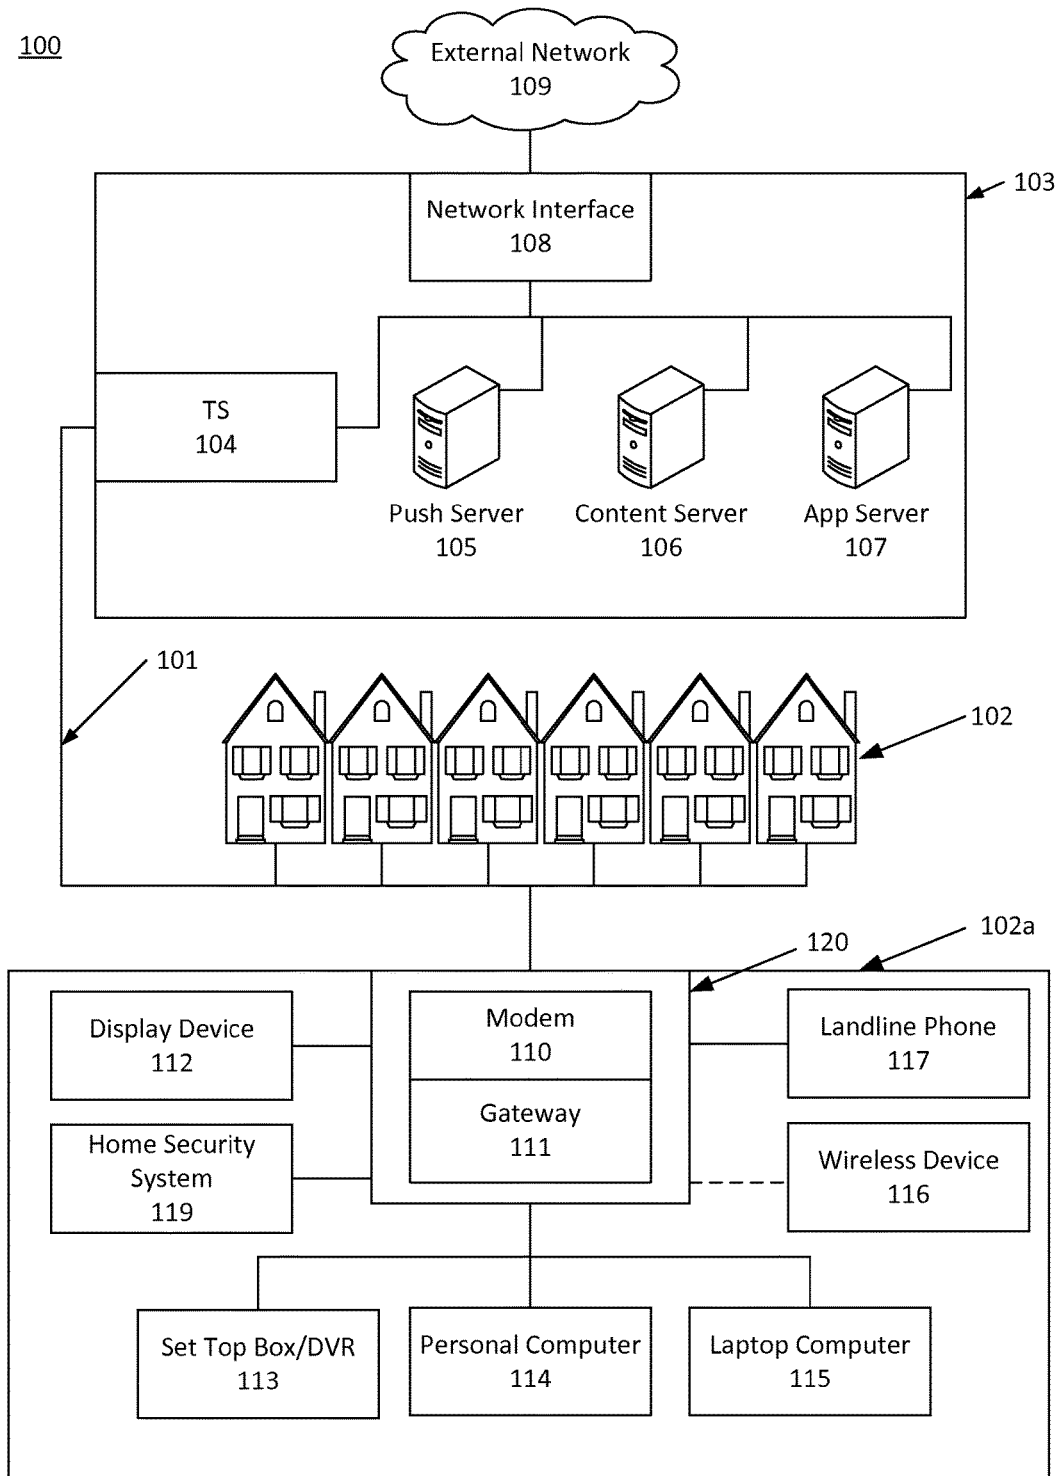 100
External Network
109
103
Network Interface
108
TS
104
Push Server
105
Content Server
106
App Server
107
101
102
120
102a
Display Device
112
Modem
110
Landline Phone
117
Gateway
111
Home Security
System
119
Wireless Device
116
Set Top Box/DVR
113
Personal Computer
114
Laptop Computer
115